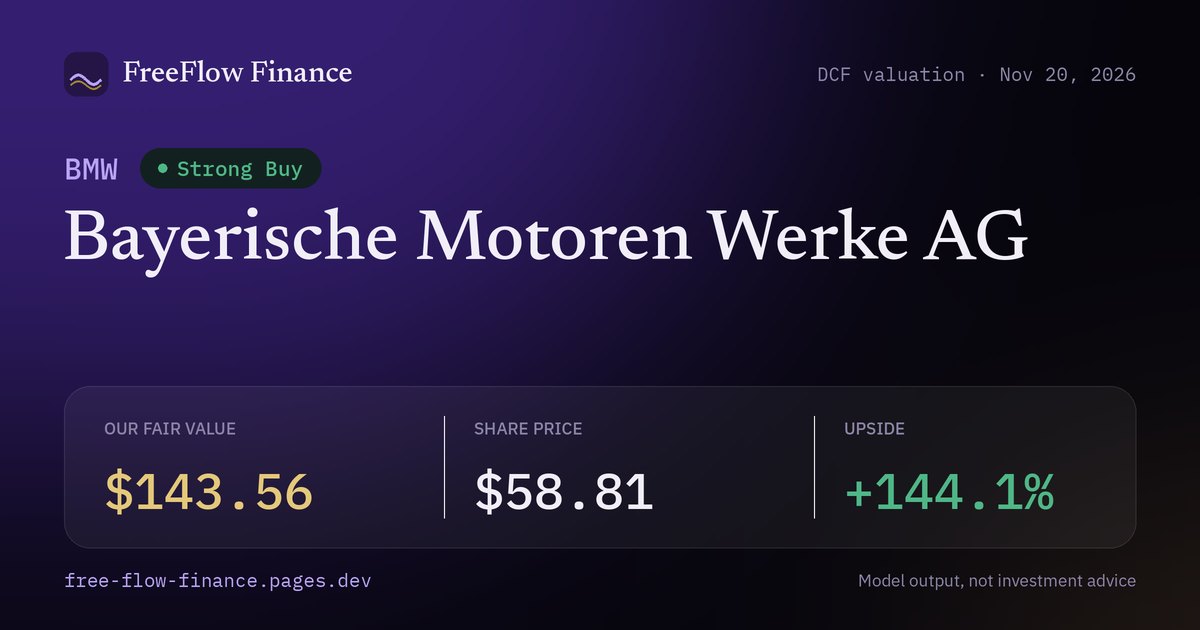 FreeFlow Finance
DCF valuation · Nov 20, 2026
BMW
Strong Buy
Bayerische Motoren Werke AG
OUR FAIR VALUE
$143.56
SHARE PRICE
$58.81
UPSIDE
+144.1%
free-flow-finance.pages.dev
Model output, not investment advice